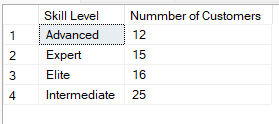 Skill Level Nummber of Customers
1 Advanced 12
2 Expert 15
3 Elite 16
4 Intermediate 25